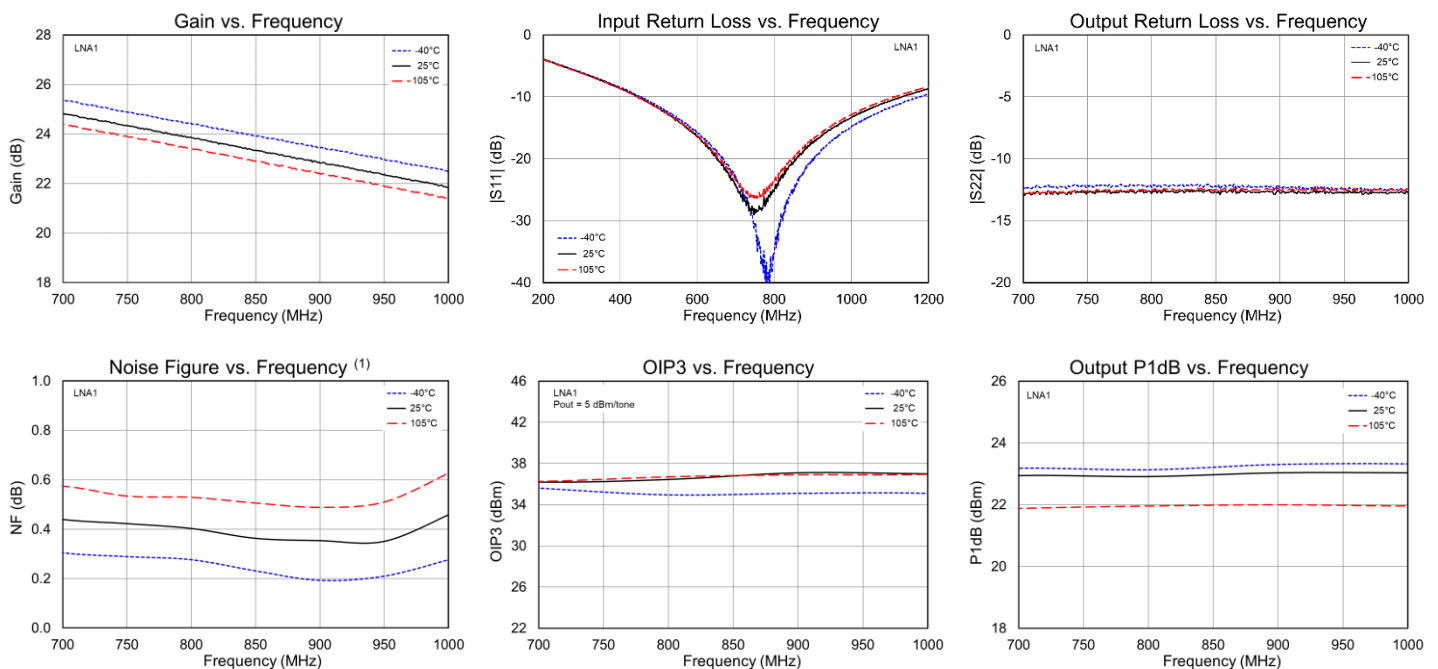 Gain vs. Frequency
28
26
24
22
20
18
Gain (dB)
LNA1
-40°C
25°C
105°C
700 750 800 850 900 950 1000
Frequency (MHz)
Input Return Loss vs. Frequency
0
-10
-20
-30
-40
|S11| (dB)
LNA1
-40°C
25°C
105°C
200 400 600 800 1000 1200
Frequency (MHz)
Output Return Loss vs. Frequency
0
-5
-10
-15
-20
|S22| (dB)
LNA1
-40°C
25°C
105°C
700 750 800 850 900 950 1000
Frequency (MHz)
Noise Figure vs. Frequency (1)
1.0
0.8
0.6
0.4
0.2
0.0
NF (dB)
LNA1
-40°C
25°C
105°C
700 750 800 850 900 950 1000
Frequency (MHz)
OIP3 vs. Frequency
46
42
38
34
30
26
22
OIP3 (dBm)
LNA1
Pout = 5 dBm/tone
-40°C
25°C
105°C
700 750 800 850 900 950 1000
Frequency (MHz)
Output P1dB vs. Frequency
26
24
22
20
18
P1dB (dBm)
LNA1
-40°C
25°C
105°C
700 750 800 850 900 950 1000
Frequency (MHz)